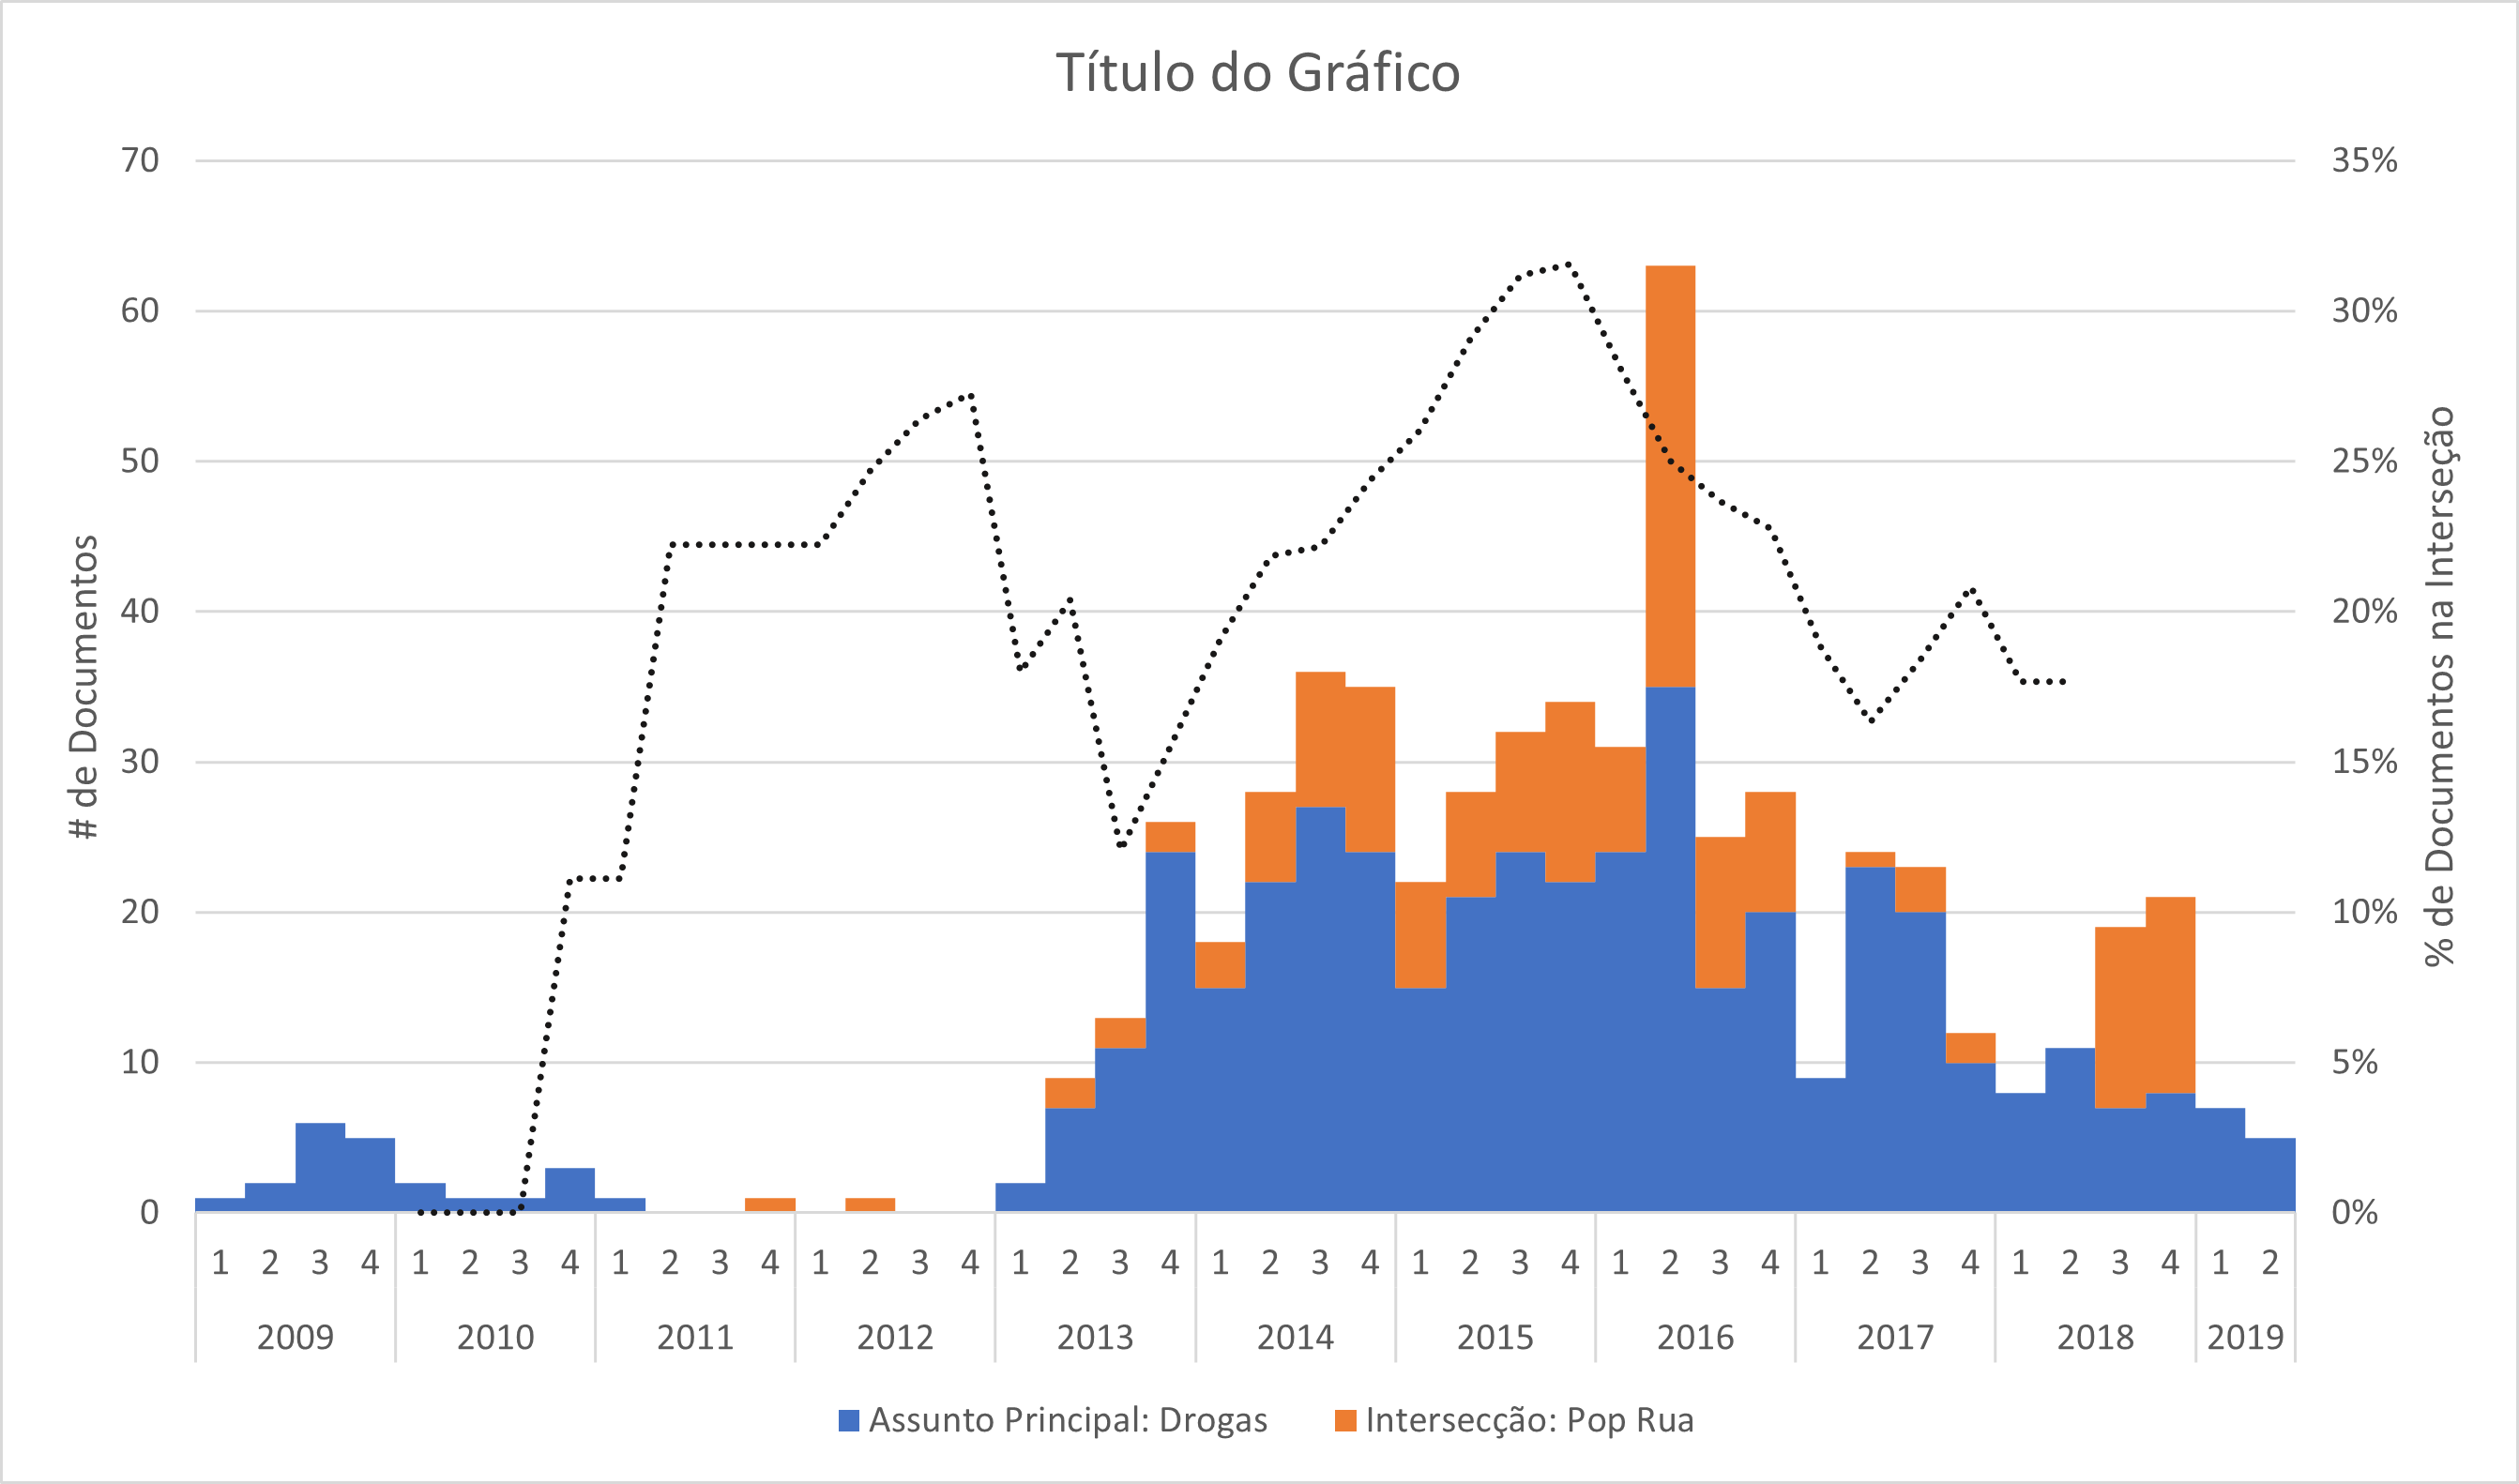 Título do Gráfico
70
60
50
40
30
20
10
0
# de Documentos
35%
30%
25%
20%
15%
10%
5%
0%
% de Documentos na Interseção
1 2 3 4 1 2 3 4 1 2 3 4 1 2 3 4 1 2 3 4 1 2 3 4 1 2 3 4 1 2 3 4 1 2 3 4 1 2 3 4 1 2
2009 2010 2011 2012 2013 2014 2015 2016 2017 2018 2019
Assunto Principal: Drogas Intersecção: Pop Rua